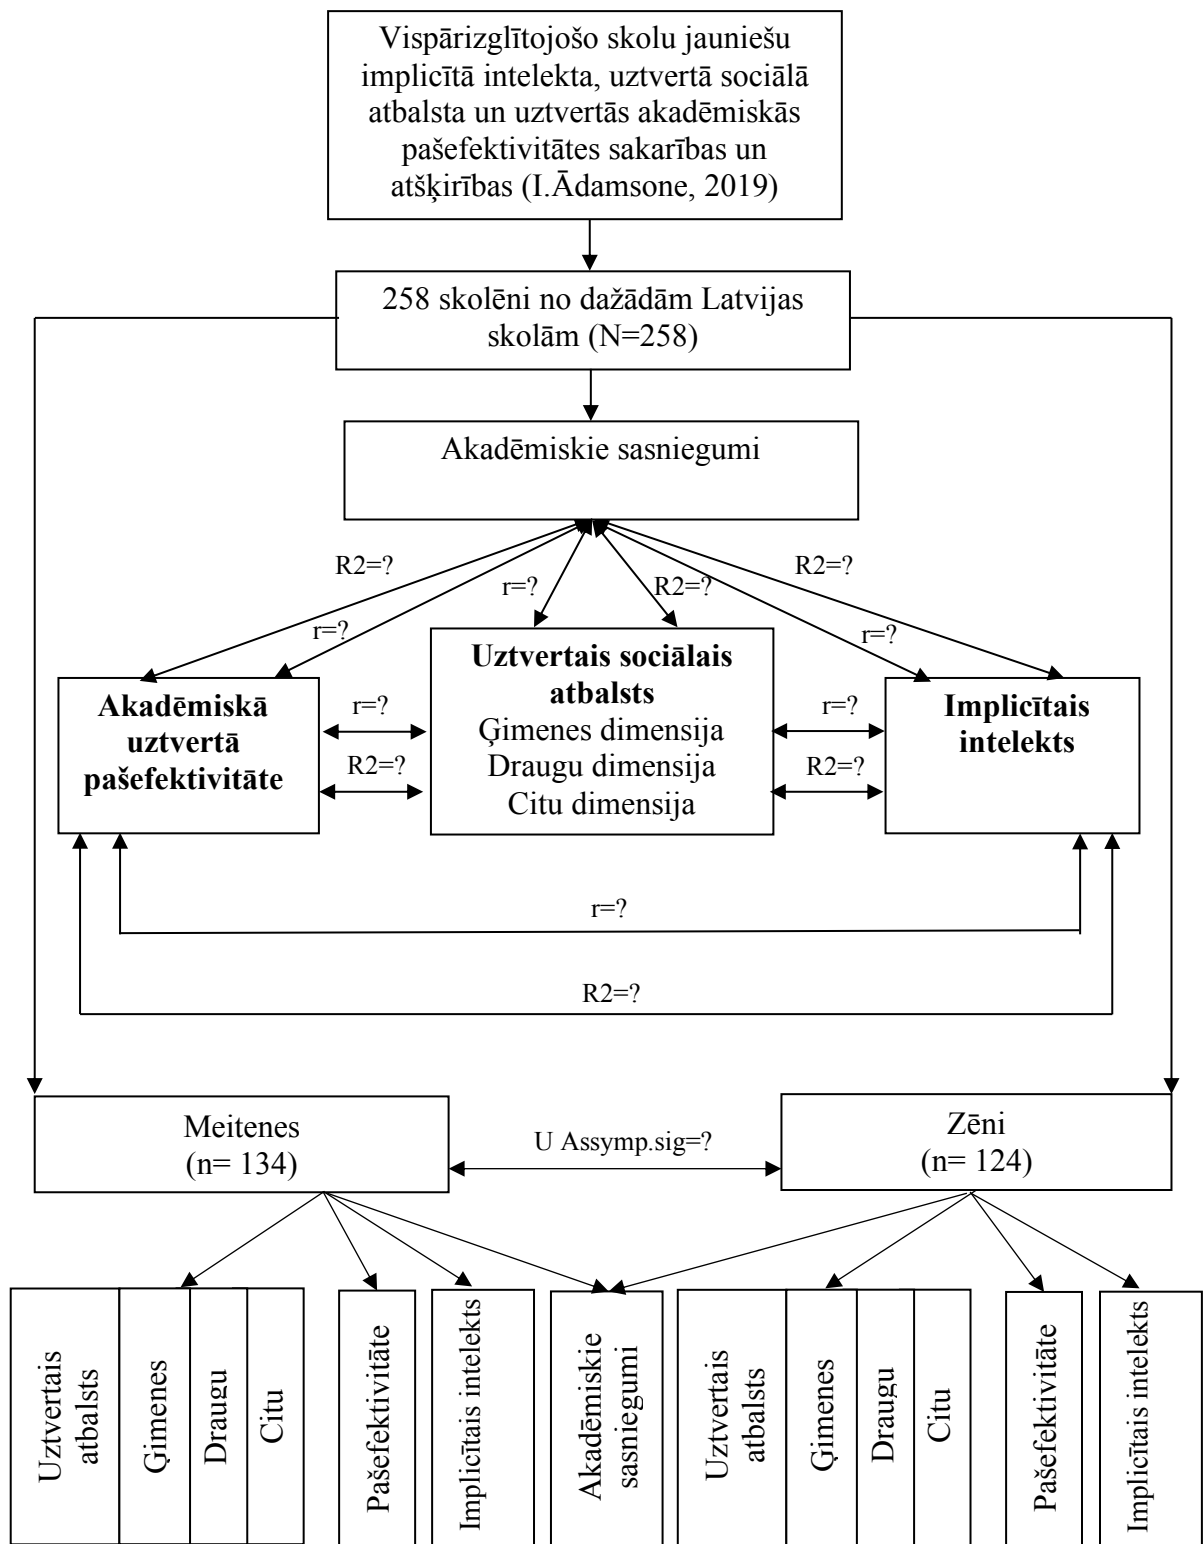 Vispārizglītojošo skolu jauniešu
implicītā intelekta, uztvertā sociālā
atbalsta un uztvertās akadēmiskās
pašefektivitātes sakarības un
atšķirības (I.Ādamsone, 2019)
258 skolēni no dažādām Latvijas
skolām (N=258)
Akadēmiskie sasniegumi
R2=?
r=?
r=?
R2=?
r=?
R2=?
Akadēmiskā
uztvertā
pašefektivitāte
r=?
R2=?
Uztvertais sociālais
atbalsts
Ģimenes dimensija
Draugu dimensija
Citu dimensija
r=?
R2=?
Implicītais
intelekts
r=?
R2=?
Meitenes
(n= 134)
U Assymp.sig=?
Zēni
(n= 124)
Uztvertais
atbalsts
Ģimenes
Draugu
Citu
Pašefektivitāte
Implicītais intelekts
Akadēmiskie
sasniegumi
Uztvertais
atbalsts
Ģimenes
Draugu
Citu
Pašefektivitāte
Implicītais intelekts